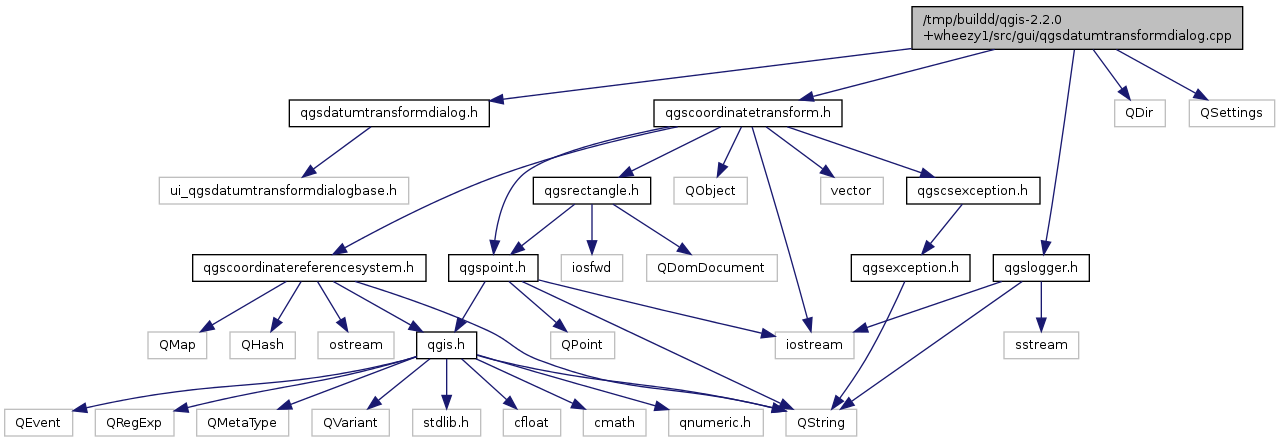 /tmp/buildd/qgis-2.2.0
+wheezy1/src/gui/qgsdatumtransformdialog.cpp
qgsdatumtransformdialog.h
qgscoordinatetransform.h
QDir
QSettings
ui_qgsdatumtransformdialogbase.h
qgsrectangle.h
QObject
vector
qgscsexception.h
qgscoordinatereferencesystem.h
qgspoint.h
iosfwd
QDomDocument
qgsexception.h
qgslogger.h
QMap
QHash
ostream
qgis.h
QPoint
iostream
sstream
QEvent
QRegExp
QMetaType
QVariant
stdlib.h
cfloat
cmath
qnumeric.h
QString